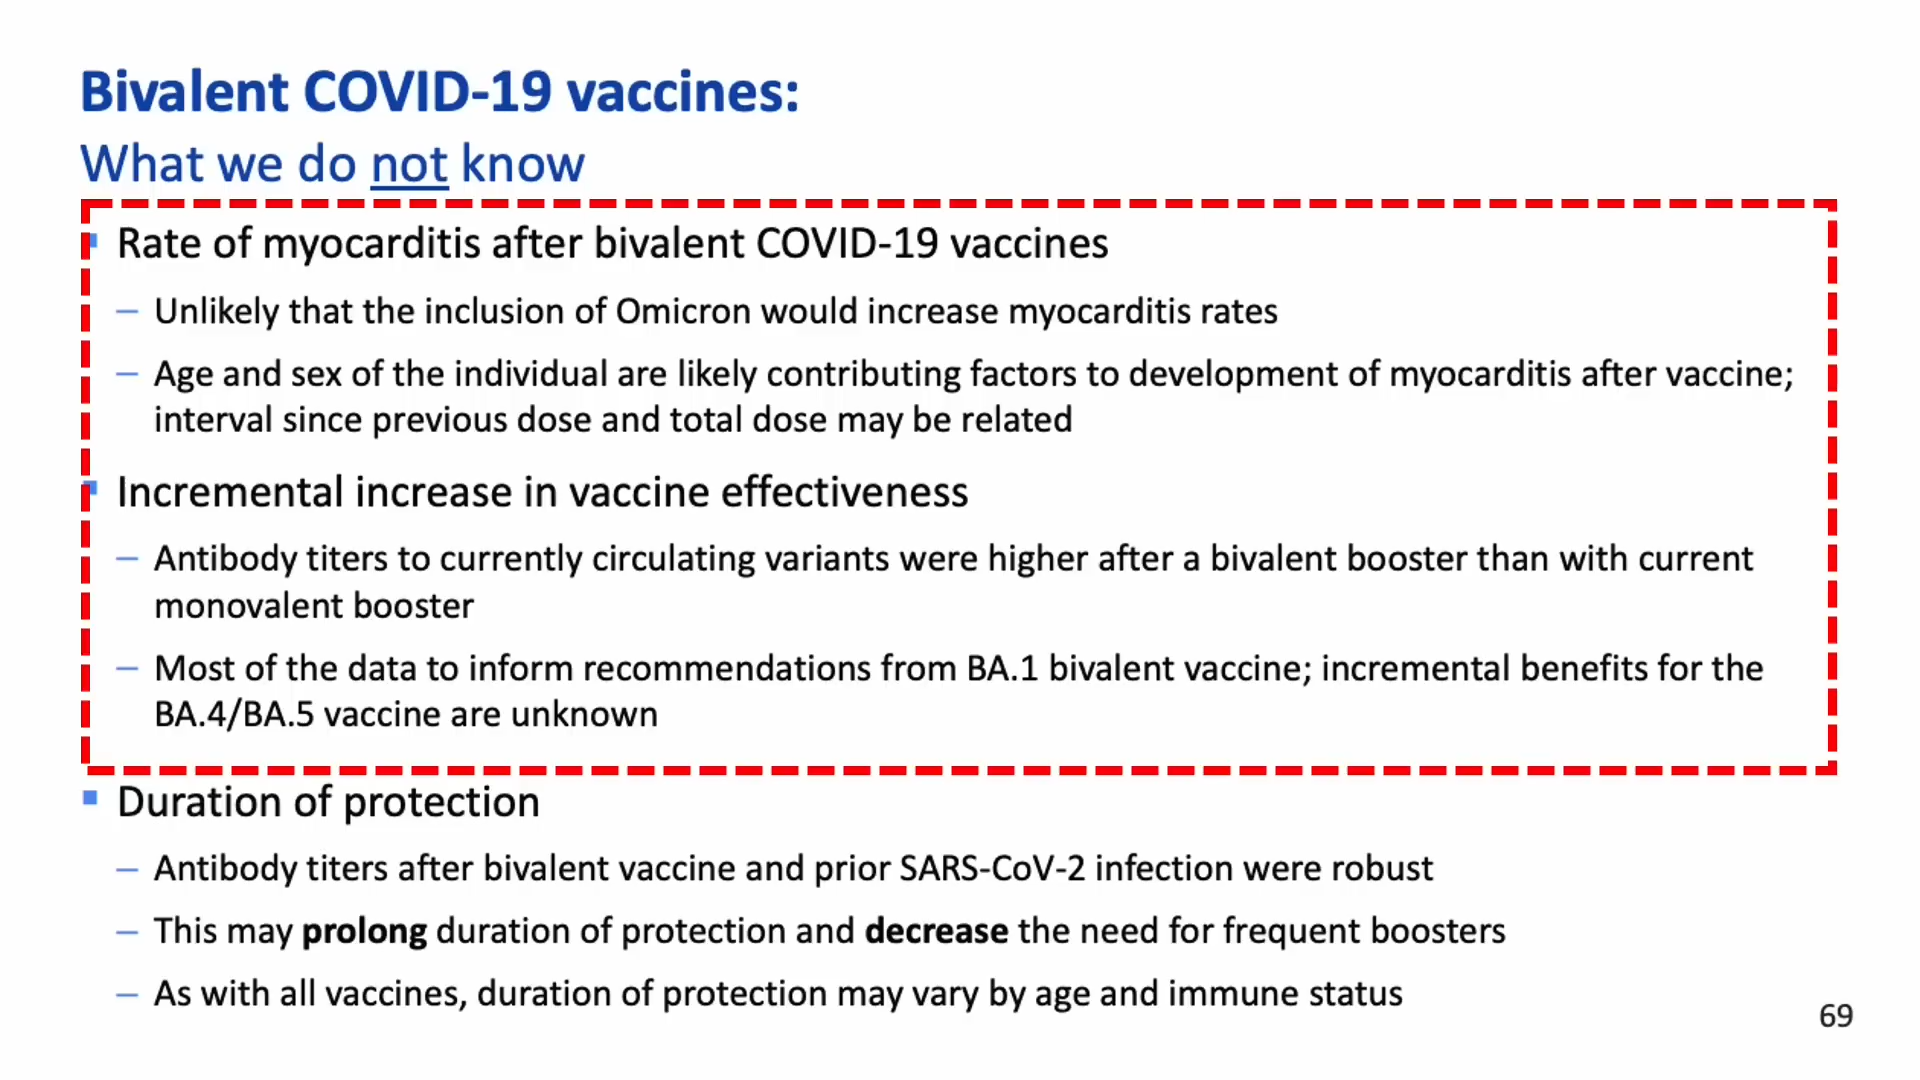 Bivalent COVID-19 vaccines:
What we do not know
Rate of myocarditis after bivalent COVID-19 vaccines
– Unlikely that the inclusion of Omicron would increase myocarditis rates
– Age and sex of the individual are likely contributing factors to development of myocarditis after vaccine;
interval since previous dose and total dose may be related
Incremental increase in vaccine effectiveness
– Antibody titers to currently circulating variants were higher after a bivalent booster than with current
monovalent booster
– Most of the data to inform recommendations from BA.1 bivalent vaccine; incremental benefits for the
BA.4/BA.5 vaccine are unknown
Duration of protection
– Antibody titers after bivalent vaccine and prior SARS-CoV-2 infection were robust
– This may prolong duration of protection and decrease the need for frequent boosters
– As with all vaccines, duration of protection may vary by age and immune status
69